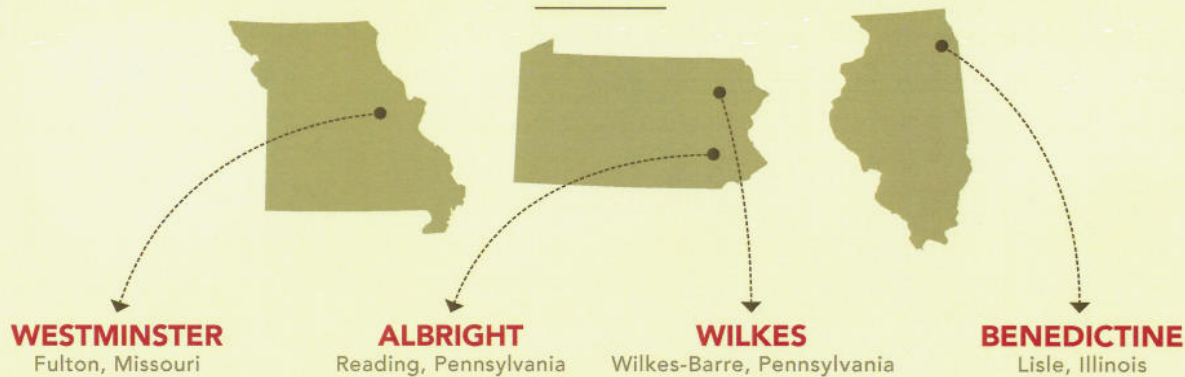 WESTMINSTER
Fulton, Missouri
ALBRIGHT
Reading, Pennsylvania
WILKES
Wilkes-Barre, Pennsylvania
BENEDICTINE
Lisle, Illinois